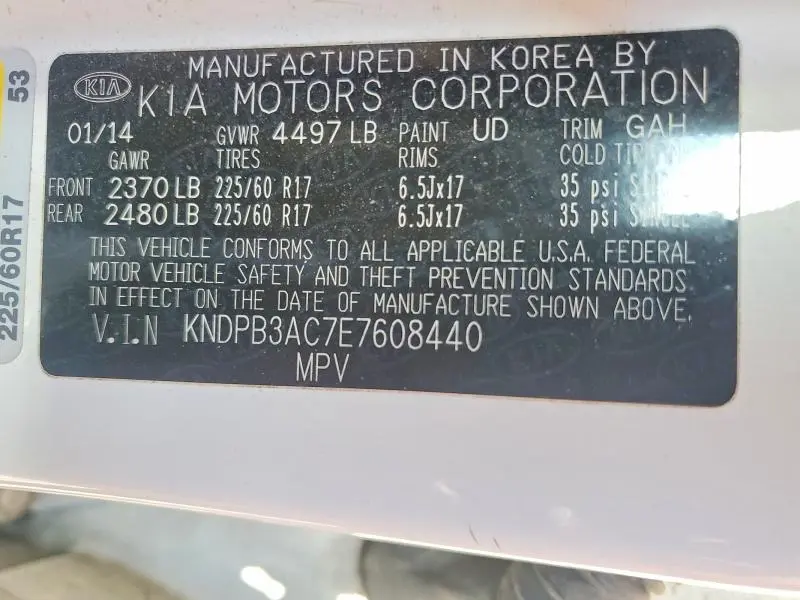 MANUFACTURED IN KOREA BY
KIA
KIA MOTORS CORPORATION
01/14 GVWR 4497 LB PAINT UD TRIM GAH
GAWR TIRES RIMS COLD
FRONT 2370 LB 225/60 R17 6.5Jx17 35 psi SINGLE
REAR 2480 LB 225/60 R17 6.5Jx17 35 psi SINGLE
THIS VEHICLE CONFORMS TO ALL APPLICABLE U.S.A. FEDERAL
MOTOR VEHICLE SAFETY AND THEFT PREVENTION STANDARDS
IN EFFECT ON THE DATE OF MANUFACTURE SHOWN ABOVE.
V.I.N KNDPB3AC7E7608440
MPV
225/60R17 53